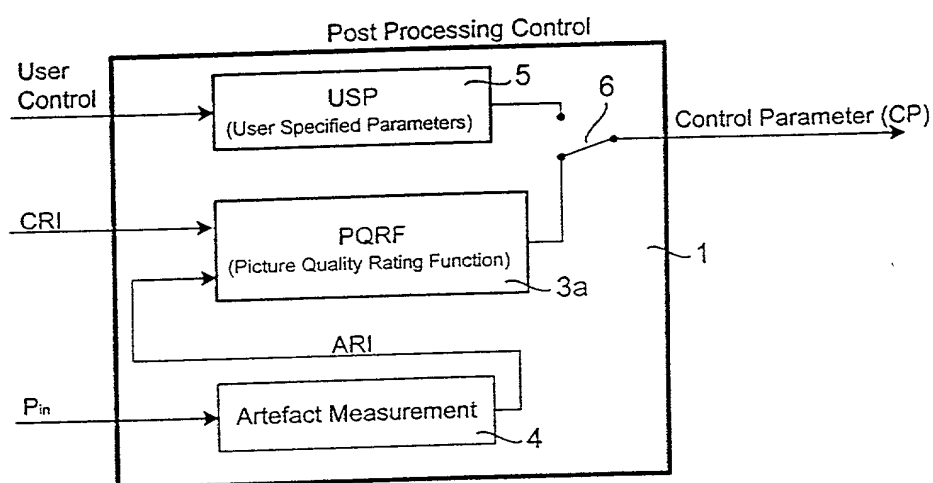 Post Processing Control
User
Control
USP
(User Specified Parameters)
5
6
Control Parameter (CP)
CRI
PQRF
(Picture Quality Rating Function)
3a
1
ARI
Pin
Artefact Measurement
4